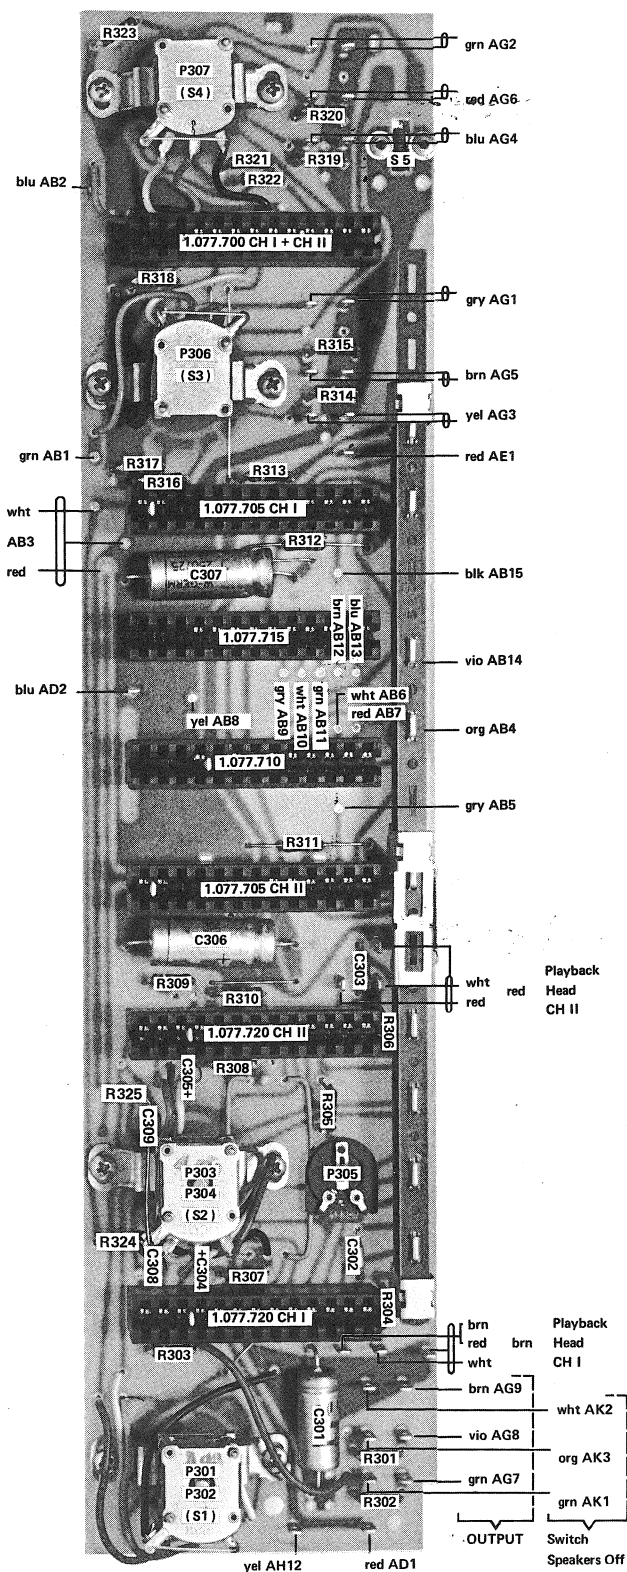 R323
grn AG2
P307
(S4)
red AG6
R320
blu AG4
R321
R319
S 5
R322
blu AB2
1.077.700 CH I + CH II
R318
gry AG1
R315
P306
(S3)
brn AG5
R314
yel AG3
grn AB1
red AE1
R317
R313
R316
wht
1.077.705 CH I
AB3
R312
red
W-GERM
C307
blk AB15
1.077.715
brn AB12
blu AB13
vio AB14
blu AD2
yel AB8
gry AB9
wht AB10
grn AB11
wht AB6
red AB7
org AB4
1.077.710
gry AB5
R311
1.077.705 CH II
C306
+
C303
R309
R310
wht
red
red
Playback
Head
CH II
1.077.720 CH II
R306
C305+
R308
R325
C309
R305
P303
P304
(S2)
P305
R324
C308
+C304
R307
C302
1.077.720 CH I
R304
R303
brn
red
wht
brn
Playback
Head
CH I
brn AG9
wht AK2
C301
vio AG8
R301
org AK3
P301
P302
(S1)
grn AG7
R302
grn AK1
OUTPUT
Switch
Speakers Off
yel AH12
red AD1